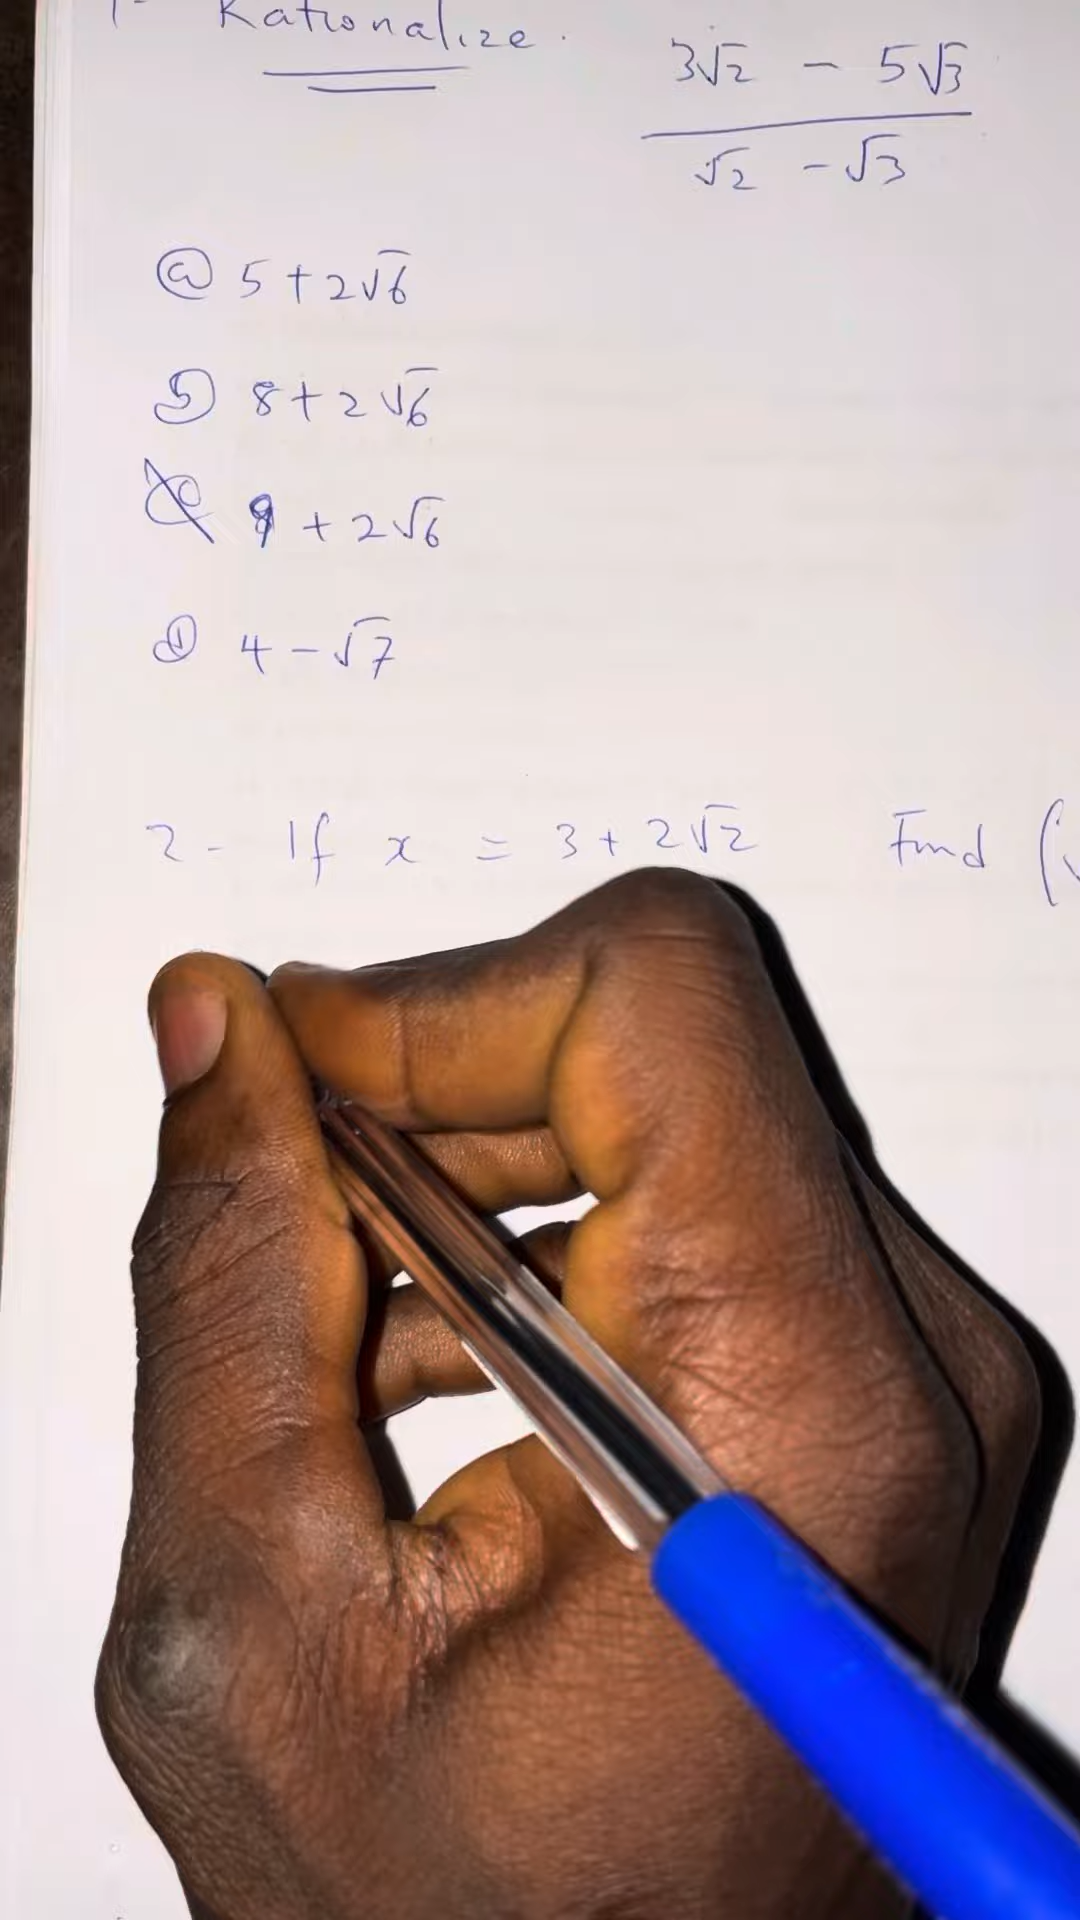 1- Rationalize. 3√2 - 5√3
√2 - √3
ⓐ 5 + 2√6
ⓑ 8 + 2√6
ⓒ 9 + 2√6
ⓓ 4 - √7
2- If x = 3 + 2√2 Find (√